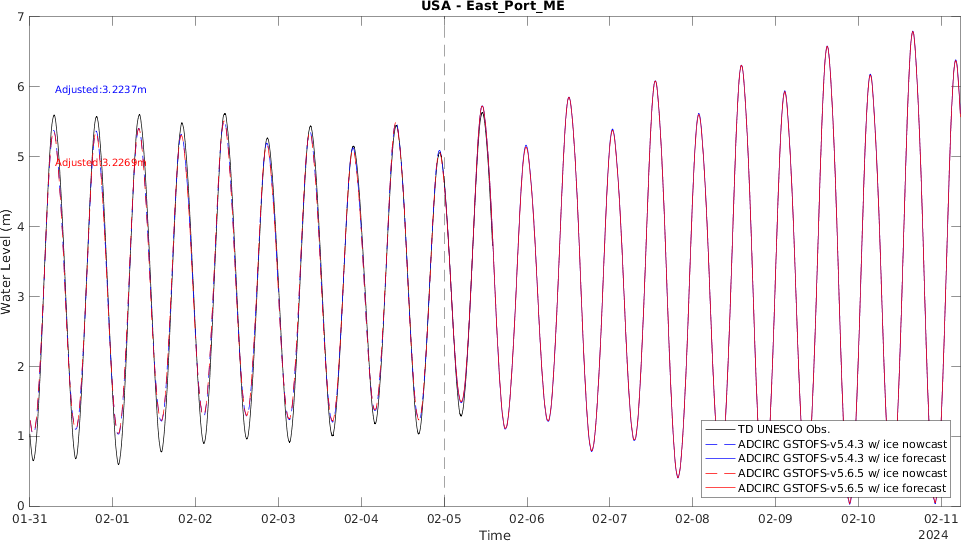 USA - East_Port_ME
7
6
5
4
3
2
1
0
Water Level (m)
Adjusted:3.2237m
Adjusted:3.2269m
TD UNESCO Obs.
ADCIRC GSTOFS-v5.4.3 w/ ice nowcast
ADCIRC GSTOFS-v5.4.3 w/ ice forecast
ADCIRC GSTOFS-v5.6.5 w/ ice nowcast
ADCIRC GSTOFS-v5.6.5 w/ ice forecast
01-31 02-01 02-02 02-03 02-04 02-05 02-06 02-07 02-08 02-09 02-10 02-11
Time
2024